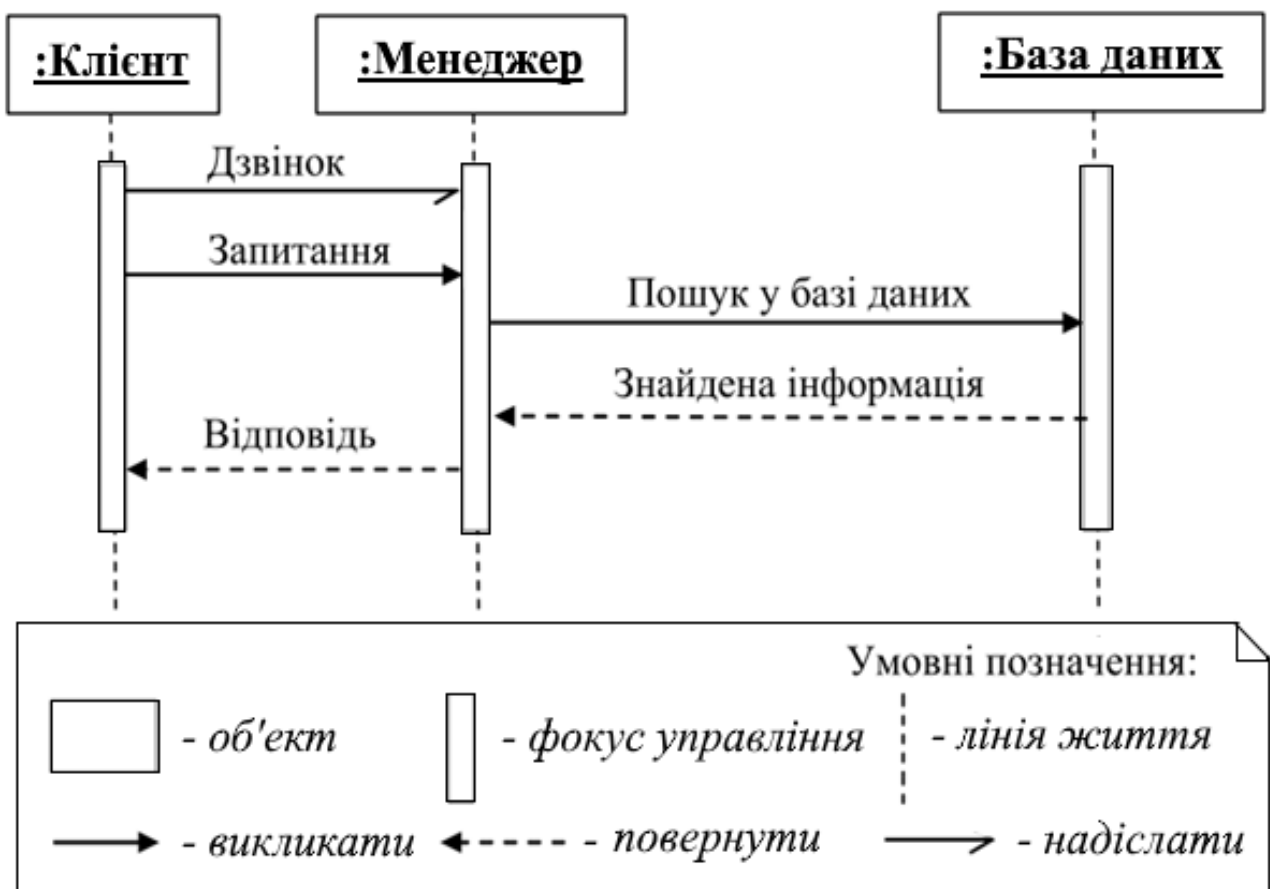 :Клієнт
:Менеджер
:База даних
Дзвінок
Запитання
Пошук у базі даних
Знайдена інформація
Відповідь
Умовні позначення:
- об'ект
- фокус управління
- лінія життя
- викликати
- повернути
- надіслати